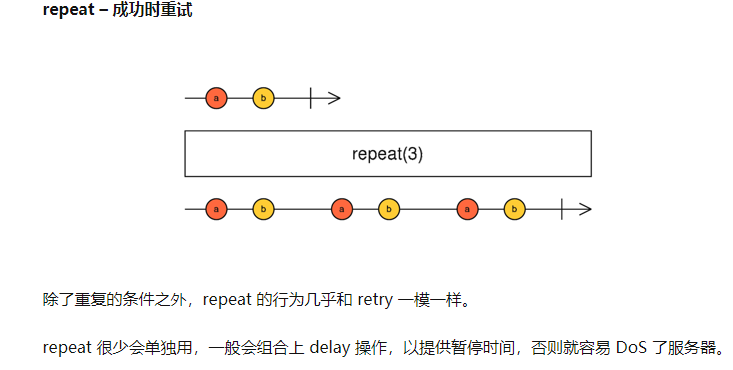 repeat – 成功时重试
a b
repeat(3)
a b a b a b
除了重复的条件之外，repeat 的行为几乎和 retry 一模一样。
repeat 很少会单独用，一般会组合上 delay 操作，以提供暂停时间，否则就容易 DoS 了服务器。